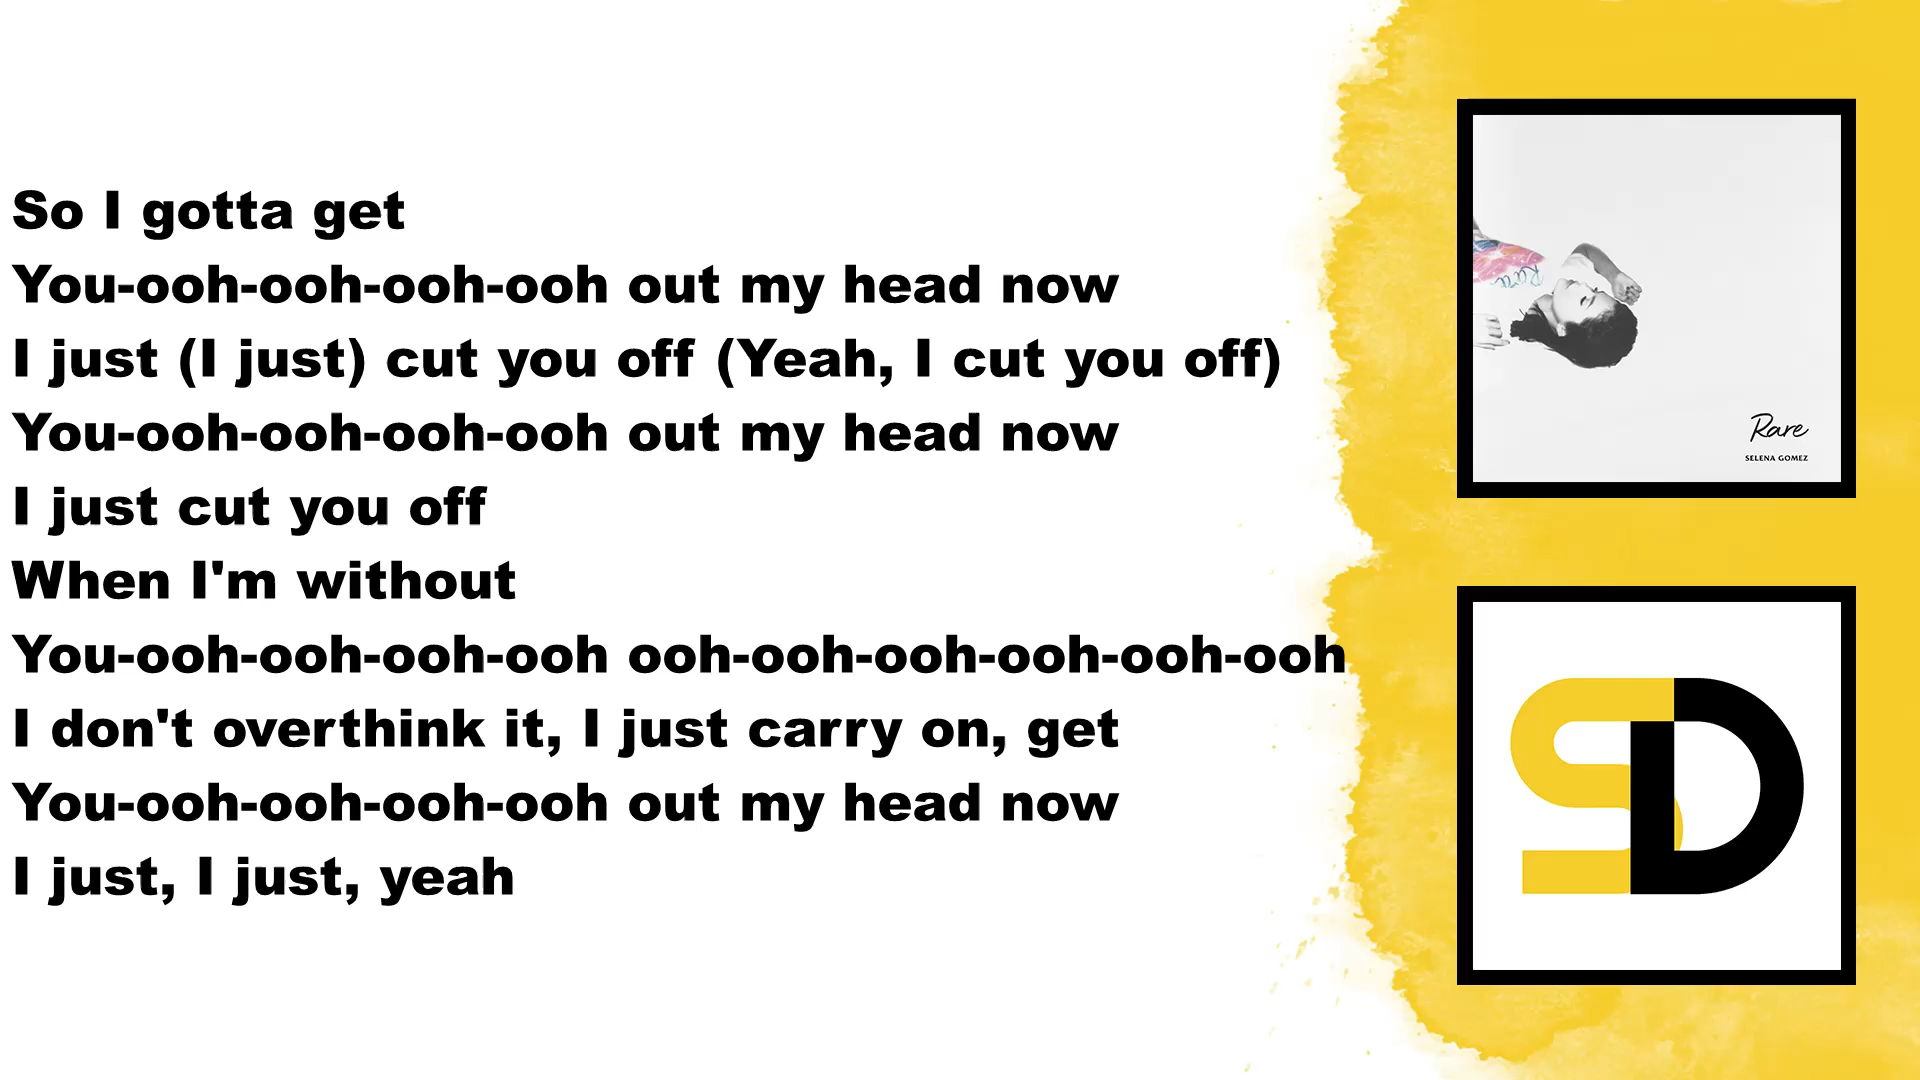 So I gotta get
You-ooh-ooh-ooh-ooh out my head now
I just (I just) cut you off (Yeah, I cut you off)
You-ooh-ooh-ooh-ooh out my head now
I just cut you off
When I'm without
You-ooh-ooh-ooh-ooh ooh-ooh-ooh-ooh-ooh-ooh
I don't overthink it, I just carry on, get
You-ooh-ooh-ooh-ooh out my head now
I just, I just, yeah
Rare
Rare
SELENA GOMEZ
SD